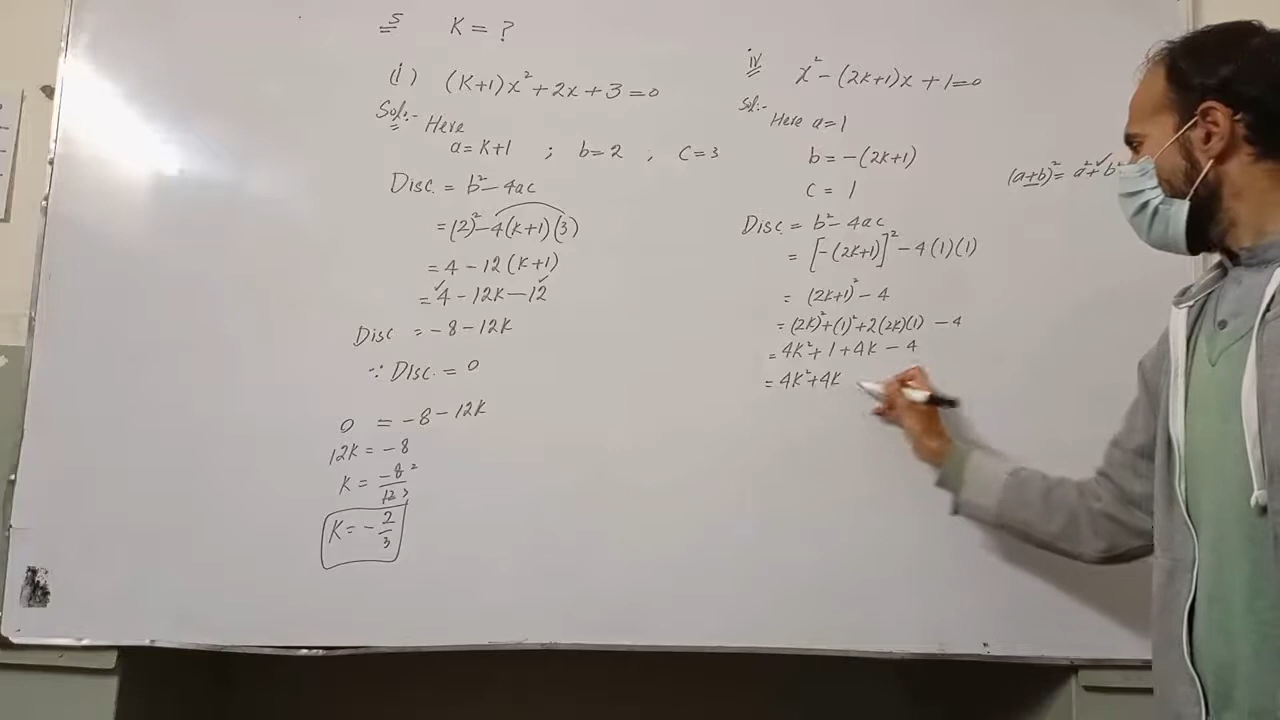 5 K = ?
(i) (K+1)x² + 2x + 3 = 0
Sol:- Here
a = K+1 ; b = 2 , C = 3
Disc. = b² - 4ac
= (2)² - 4(K+1)(3)
= 4 - 12(K+1)
= 4 - 12K - 12
Disc = -8 - 12K
∵ Disc. = 0
0 = -8 - 12K
12K = -8
K = -8/12 2 3
K = -2/3
iv x² - (2K+1)x + 1 = 0
Sol:-
Here a = 1
b = -(2K+1)
c = 1
Disc = b² - 4ac
= [-(2K+1)]² - 4(1)(1)
= (2K+1)² - 4
= (2K)² + (1)² + 2(2K)(1) - 4
= 4K² + 1 + 4K - 4
= 4K² + 4K
(a+b)² = a² + b²